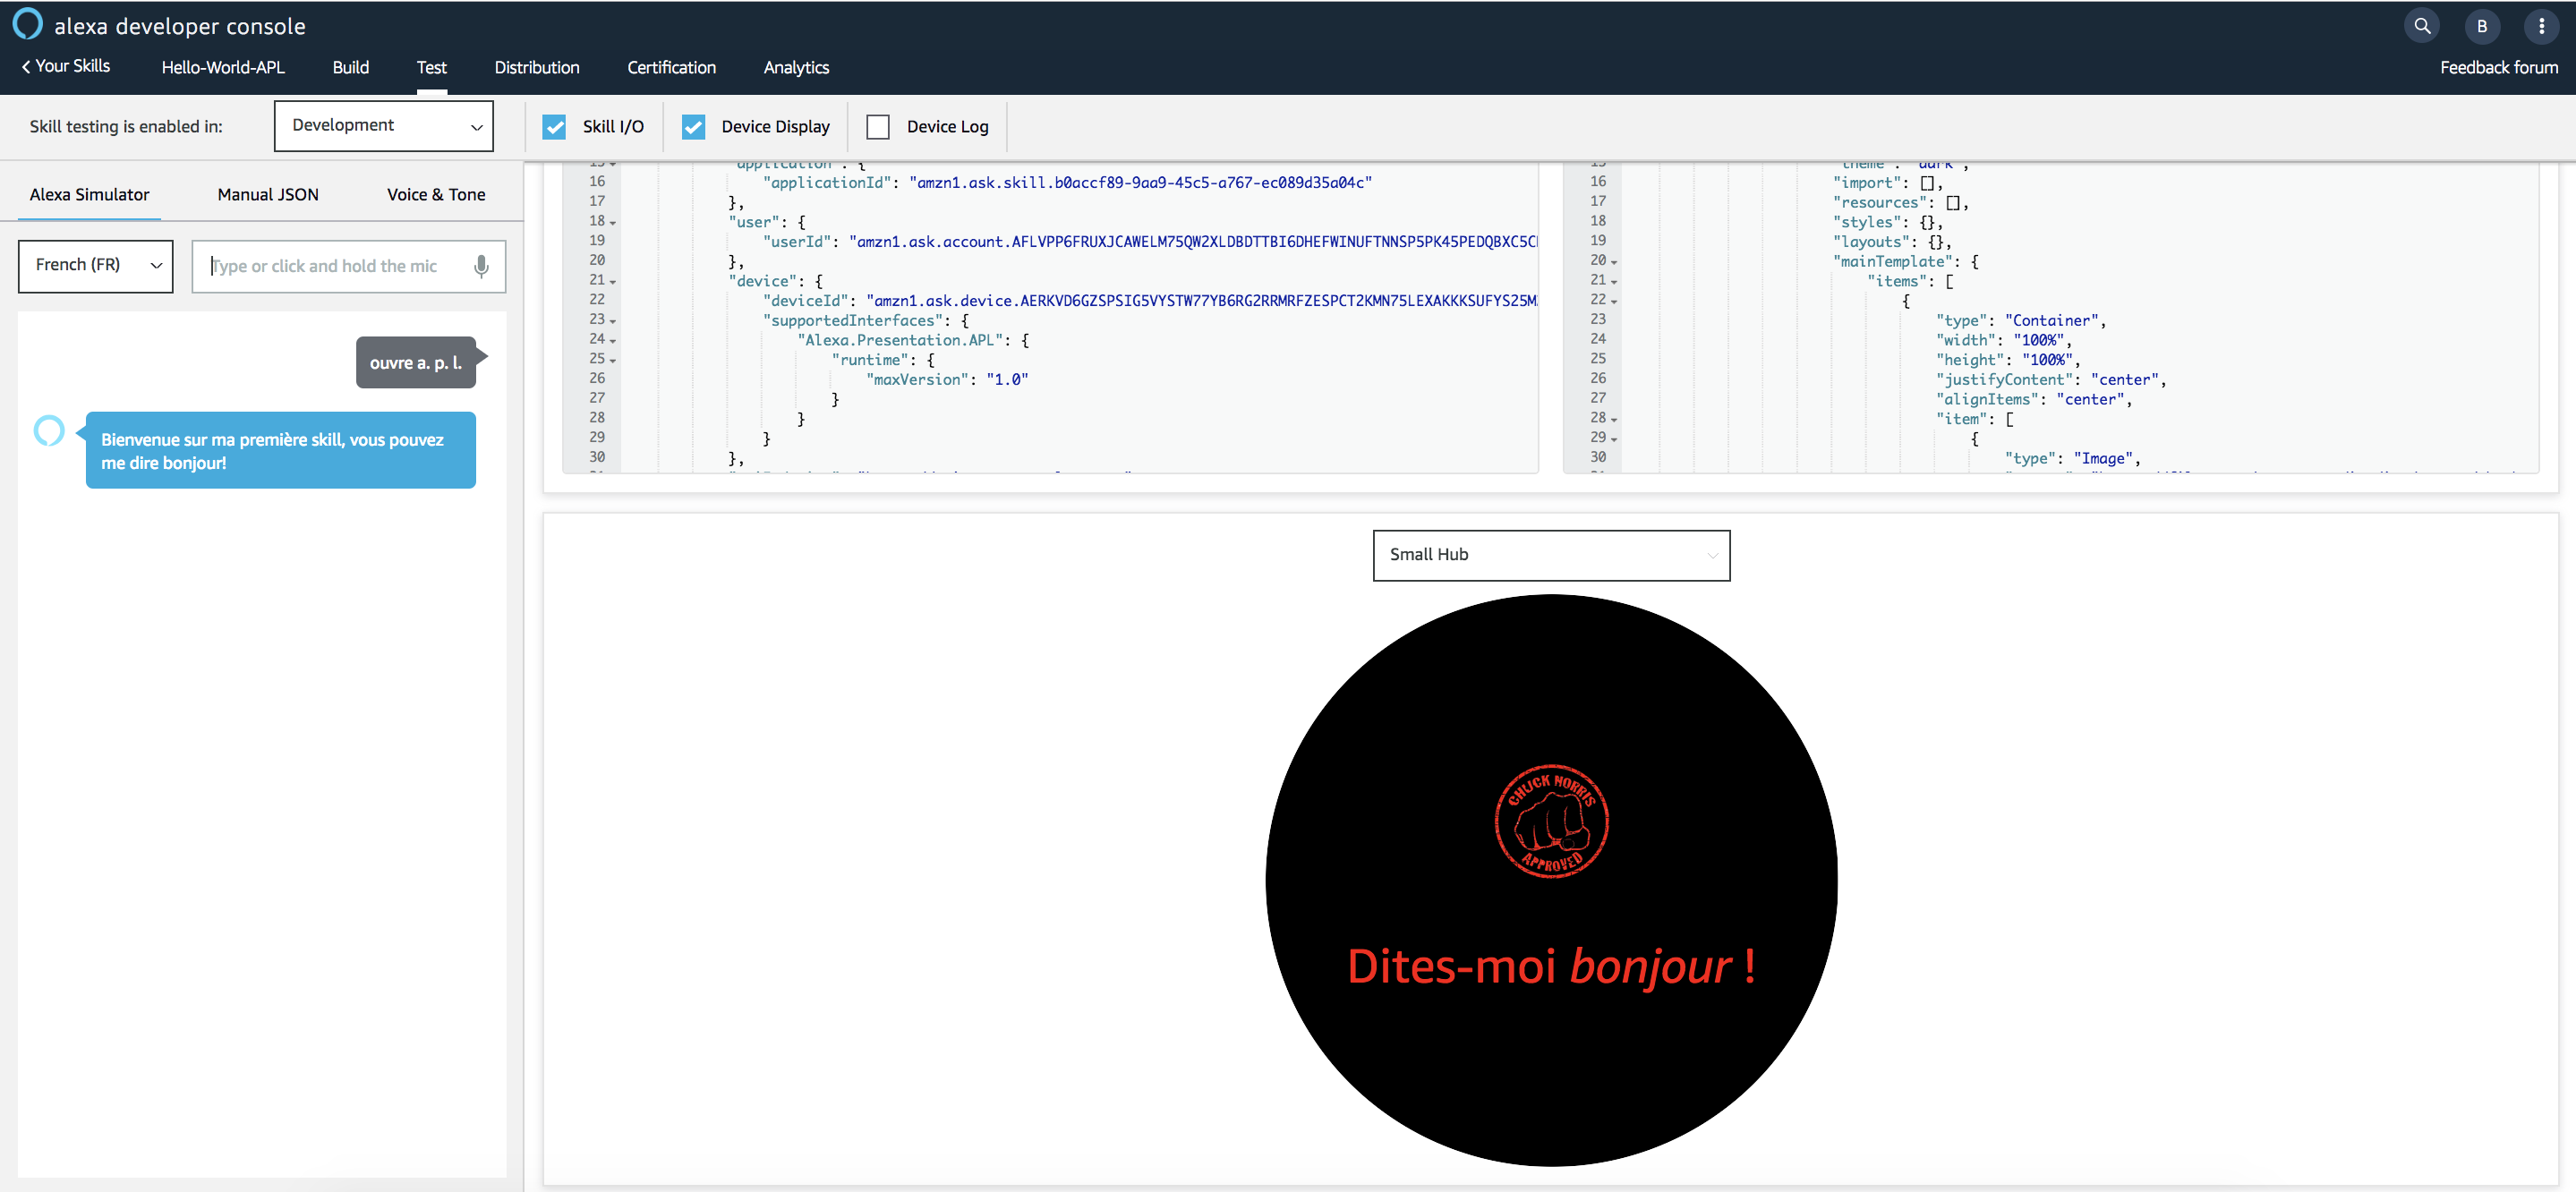 alexa developer console
B
Your Skills
Hello-World-APL
Build
Test
Distribution
Certification
Analytics
Feedback forum
Skill testing is enabled in:
Development
Skill I/O
Device Display
Device Log
Alexa Simulator
Manual JSON
Voice & Tone
French (FR)
Type or click and hold the mic
ouvre a. p. l.
Bienvenue sur ma première skill, vous pouvez
me dire bonjour!
15 "application": {
16 "applicationId": "amzn1.ask.skill.b0accf89-9aa9-45c5-a767-ec089d35a04c"
17 },
18 "user": {
19 "userId": "amzn1.ask.account.AFLVPP6FRUXJCAWELM75QW2XLDBDTTBI6DHEFWINUFTNNSP5PK45PEDQBXC5C
20 },
21 "device": {
22 "deviceId": "amzn1.ask.device.AERKVD6GZSPSIG5VYSTW77YB6RG2RRMRFZESPCT2KMN75LEXAKKKSUFYS25M
23 "supportedInterfaces": {
24 "Alexa.Presentation.APL": {
25 "runtime": {
26 "maxVersion": "1.0"
27 }
28 }
29 }
30 },
15 "theme": "dark",
16 "import": [],
17 "resources": [],
18 "styles": {},
19 "layouts": {},
20 "mainTemplate": {
21 "items": [
22 {
23 "type": "Container",
24 "width": "100%",
25 "height": "100%",
26 "justifyContent": "center",
27 "alignItems": "center",
28 "item": [
29 {
30 "type": "Image",
Small Hub
CHUCK NORRIS
APPROVED
Dites-moi bonjour !